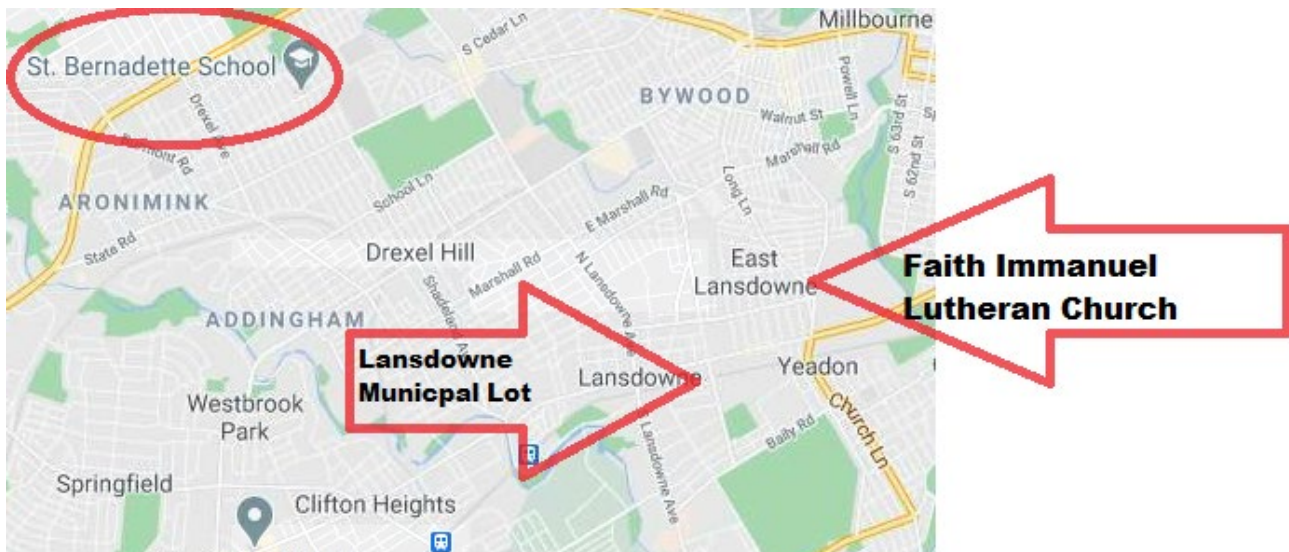 Millbourne
St. Bernadette School
S Cedar Ln
BYWOOD
Powell Ln
Drexel Ave
Walnut St
S 63rd St
S 62nd St
Marshall Rd
ARONIMINK
School Ln
Long Ln
E Marshall Rd
State Rd
Drexel Hill
Marshall Rd
N Lansdowne Ave
East
Lansdowne
Faith Immanuel
Lutheran Church
ADDINGHAM
Shadeland
Lansdowne
Municpal Lot
Lansdowne
Yeadon
Westbrook
Park
Church Ln
Baily Rd
Lansdowne Ave
Springfield
Clifton Heights